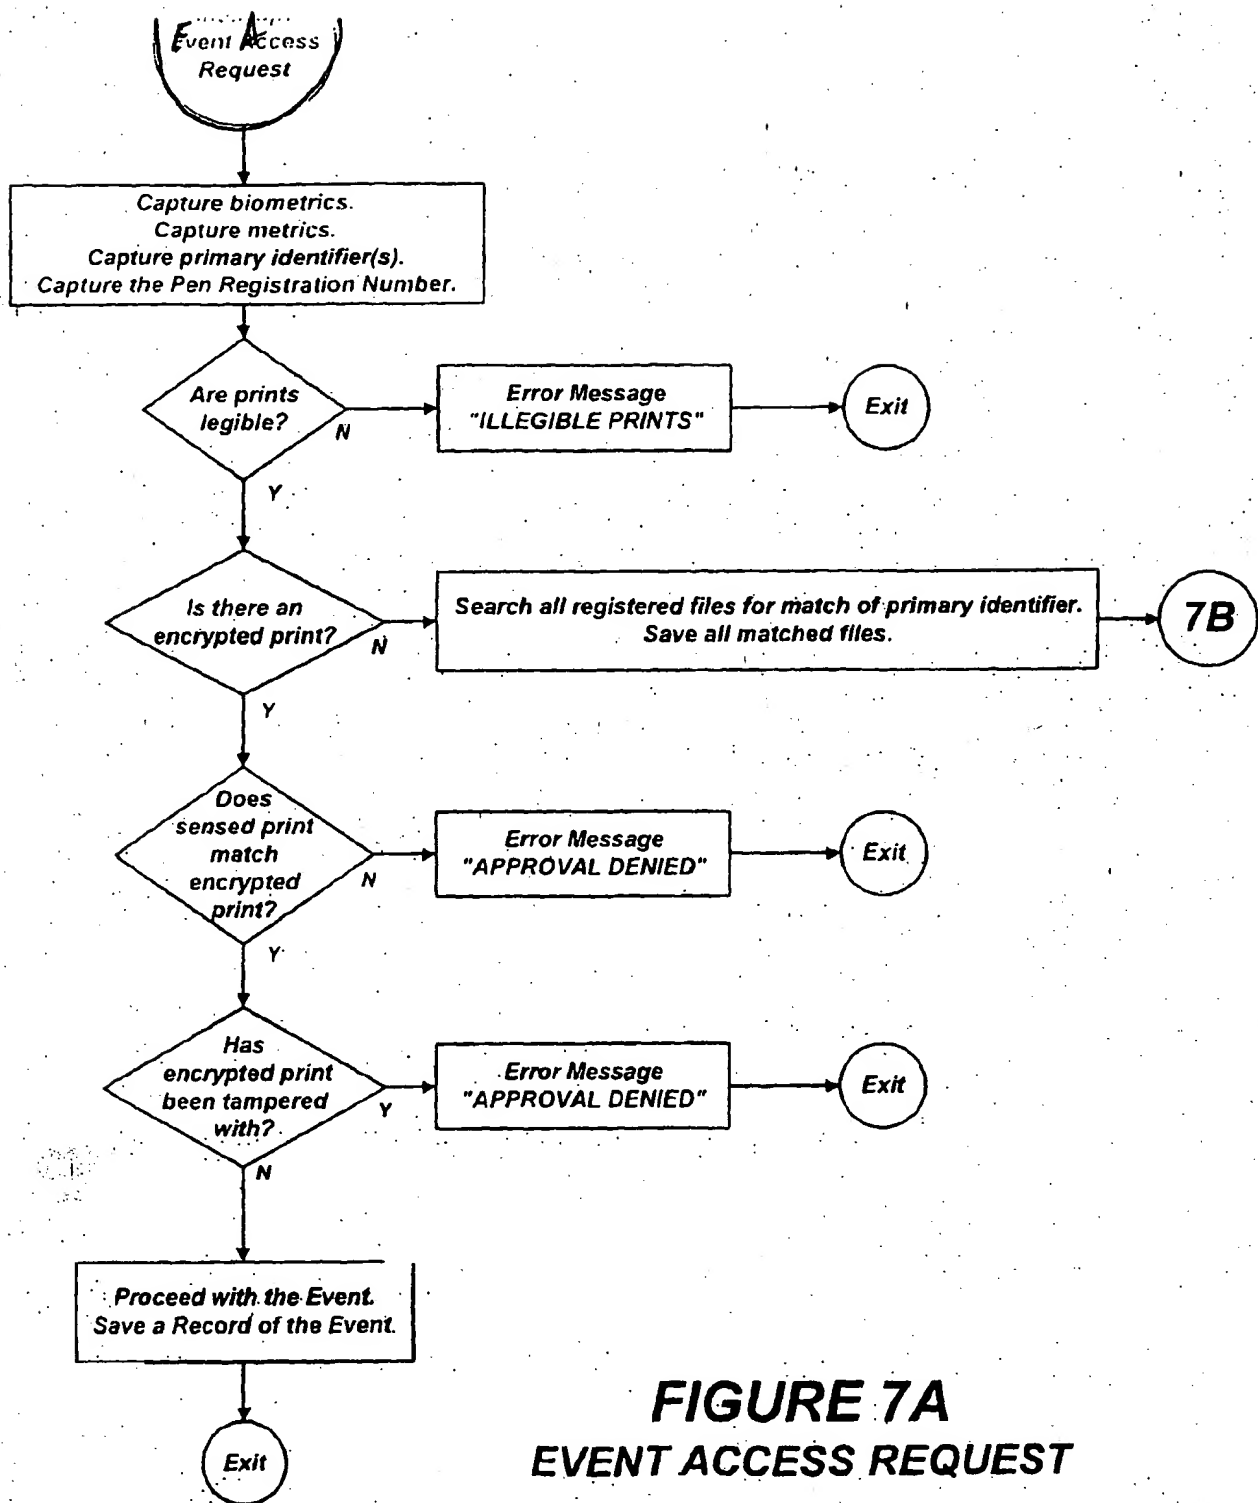 Event Access
Request
Capture biometrics.
Capture metrics.
Capture primary identifier(s).
Capture the Pen Registration Number.
Are prints
legible?
N
Error Message
"ILLEGIBLE PRINTS"
Exit
Y
Is there an
encrypted print?
N
Search all registered files for match of primary identifier.
Save all matched files.
7B
Y
Does
sensed print
match
encrypted
print?
N
Error Message
"APPROVAL DENIED"
Exit
Y
Has
encrypted print
been tampered
with?
Y
Error Message
"APPROVAL DENIED"
Exit
N
Proceed with the Event.
Save a Record of the Event.
Exit
FIGURE 7A
EVENT ACCESS REQUEST